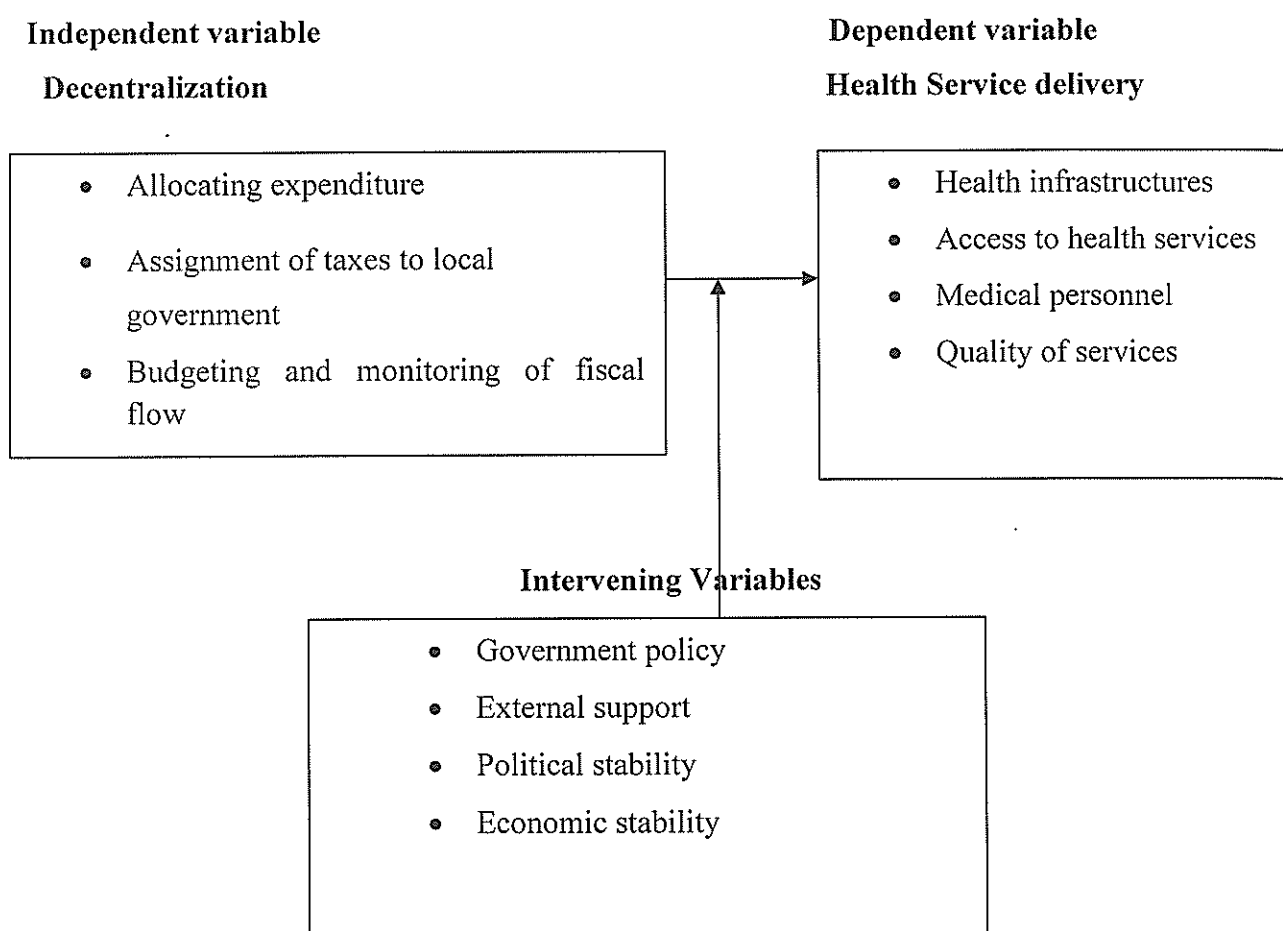 Independent variable
Decentralization
Dependent variable
Health Service delivery
• Allocating expenditure
• Assignment of taxes to local
government
• Budgeting and monitoring of fiscal
flow
• Health infrastructures
• Access to health services
• Medical personnel
• Quality of services
Intervening Variables
• Government policy
• External support
• Political stability
• Economic stability